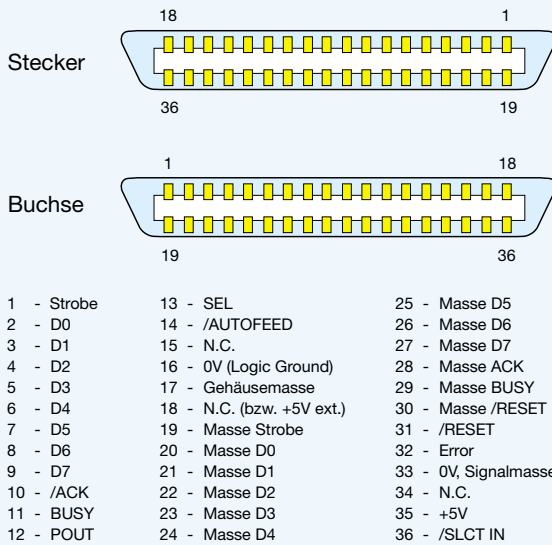 18 1
Stecker
36 19
1 18
Buchse
19 36
1 - Strobe
2 - D0
3 - D1
4 - D2
5 - D3
6 - D4
7 - D5
8 - D6
9 - D7
10 - /ACK
11 - BUSY
12 - POUT
13 - SEL
14 - /AUTOFEED
15 - N.C.
16 - 0V (Logic Ground)
17 - Gehäusemasse
18 - N.C. (bzw. +5V ext.)
19 - Masse Strobe
20 - Masse D0
21 - Masse D1
22 - Masse D2
23 - Masse D3
24 - Masse D4
25 - Masse D5
26 - Masse D6
27 - Masse D7
28 - Masse ACK
29 - Masse BUSY
30 - Masse /RESET
31 - /RESET
32 - Error
33 - 0V, Signalmasse
34 - N.C.
35 - +5V
36 - /SLCT IN